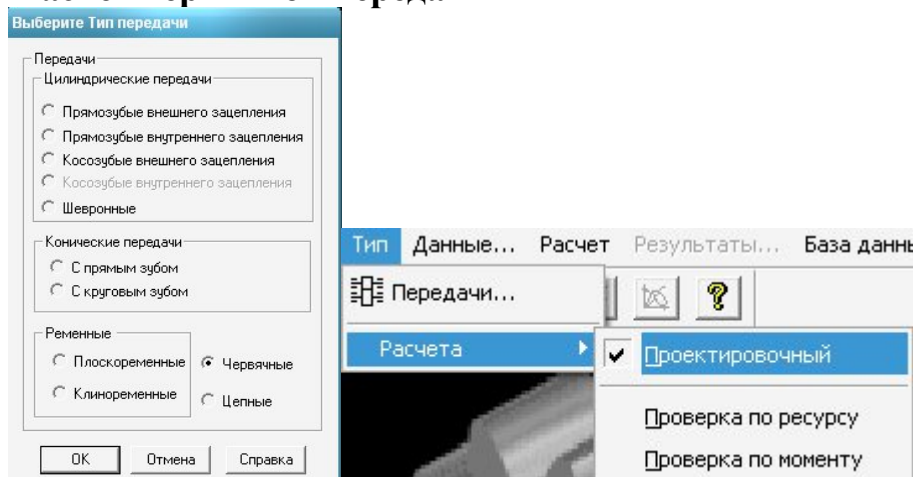 Выберите Тип передачи
Передачи
Цилиндрические передачи
Прямозубые внешнего зацепления
Прямозубые внутреннего зацепления
Косозубые внешнего зацепления
Косозубые внутреннего зацепления
Шевронные
Конические передачи
С прямым зубом
С круговым зубом
Ременные
Плоскоременные
Червячные
Клиноременные
Цепные
ОК Отмена Справка
Тип Данные... Расчет Результаты... База данн
Передачи...
Расчета
Проектировочный
Проверка по ресурсу
Проверка по моменту